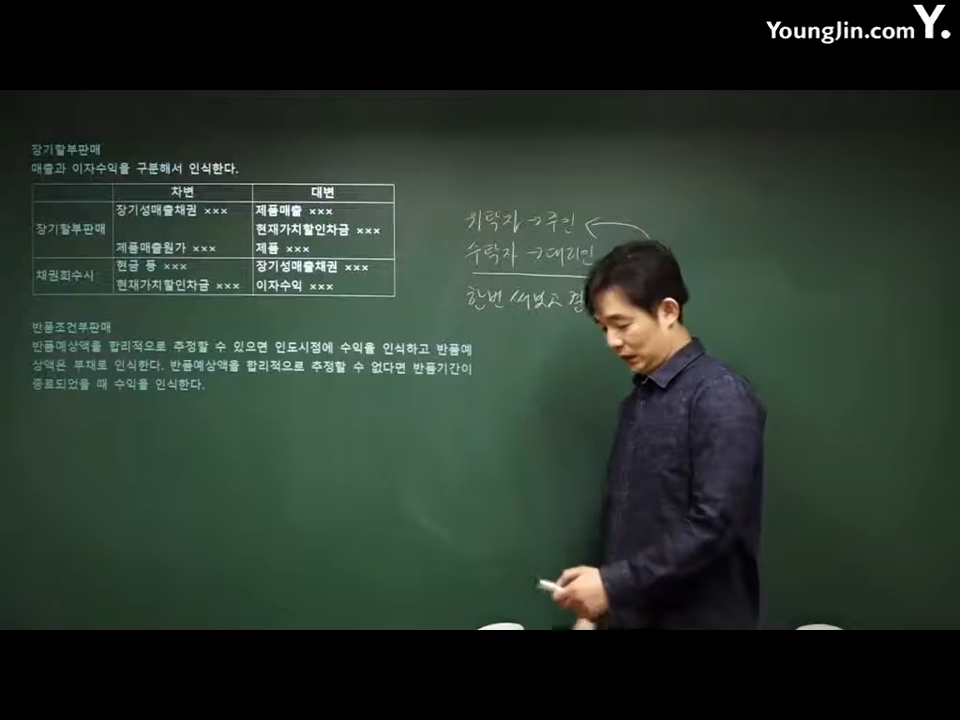 YoungJin.com Y.
장기할부판매
매출과 이자수익을 구분해서 인식한다.
차변 대변
장기할부판매 장기성매출채권 ××× 제품매출 ×××
현재가치할인차금 ×××
제품매출원가 ××× 제품 ×××
채권회수시 현금 등 ××× 장기성매출채권 ×××
현재가치할인차금 ××× 이자수익 ×××
반품조건부판매
반품예상액을 합리적으로 추정할 수 있으면 인도시점에 수익을 인식하고 반품예
상액은 부채로 인식한다. 반품예상액을 합리적으로 추정할 수 없다면 반품기간이
종료되었을 때 수익을 인식한다.
위탁자 → 주인
수탁자 → 대리인
한번 써보고